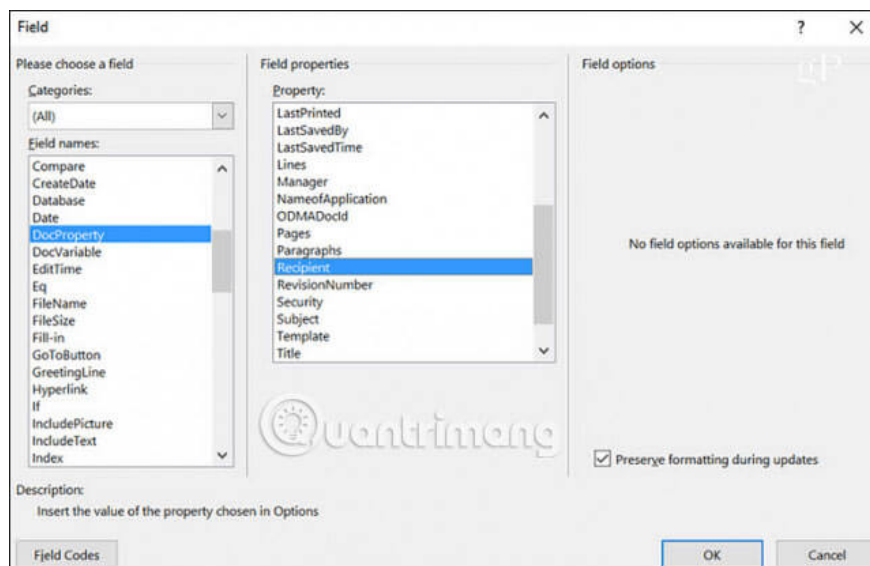 Field
Please choose a field
Categories:
(All)
Field names:
Compare
CreateDate
Database
Date
DocProperty
DocVariable
EditTime
Eq
FileName
FileSize
Fill-in
GoToButton
GreetingLine
Hyperlink
If
IncludePicture
IncludeText
Index
Field properties
Property:
LastPrinted
LastSavedBy
LastSavedTime
Lines
Manager
NameofApplication
ODMADocId
Pages
Paragraphs
Recipient
RevisionNumber
Security
Subject
Template
Title
Quantrimang
Field options
gP
No field options available for this field
Preserve formatting during updates
Description:
Insert the value of the property chosen in Options
Field Codes
OK
Cancel